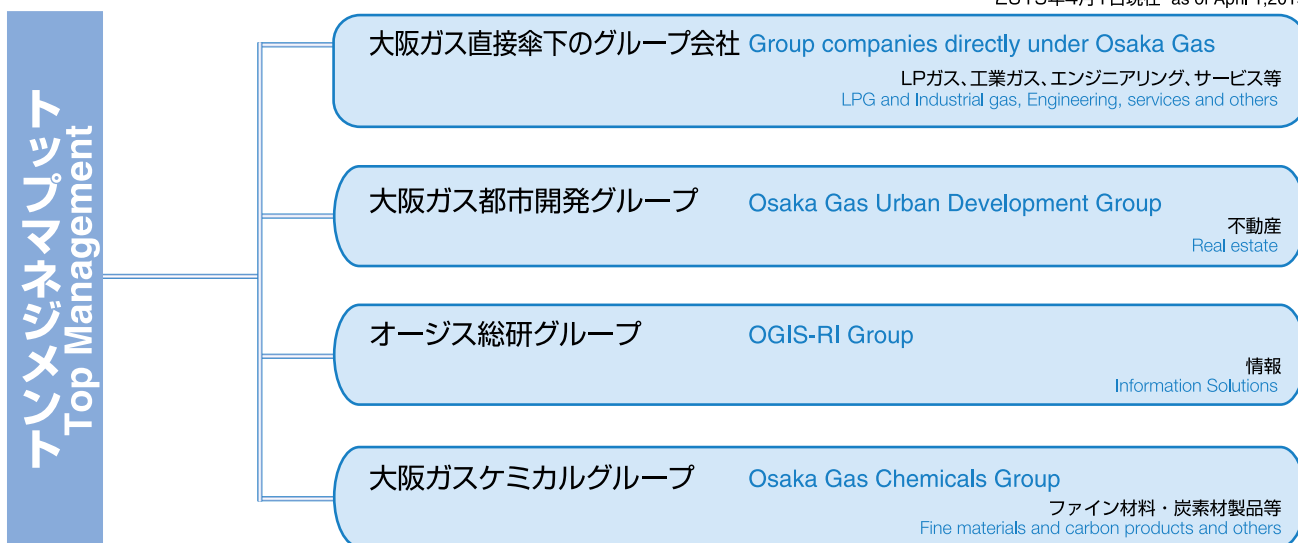 as of April 1,201
トップマネジメント
Top Management
大阪ガス直接傘下のグループ会社 Group companies directly under Osaka Gas
LPガス、工業ガス、エンジニアリング、サービス等
LPG and Industrial gas, Engineering, services and others
大阪ガス都市開発グループ Osaka Gas Urban Development Group
不動産
Real estate
オージス総研グループ OGIS-RI Group
情報
Information Solutions
大阪ガスケミカルグループ Osaka Gas Chemicals Group
ファイン材料・炭素材製品等
Fine materials and carbon products and others